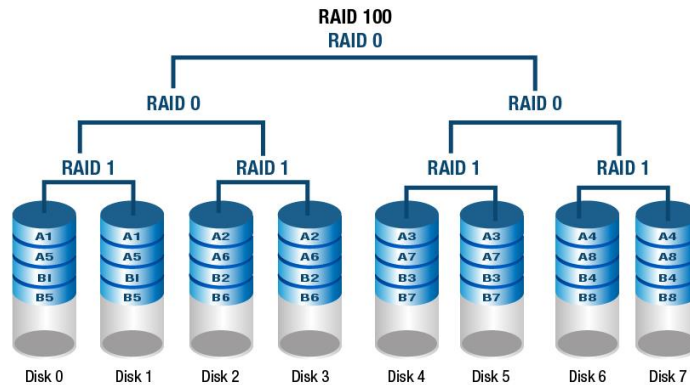 RAID 100
RAID 0
RAID 0 RAID 0
RAID 1 RAID 1 RAID 1 RAID 1
A1 A1 A2 A2 A3 A3 A4 A4
A5 A5 A6 A6 A7 A7 A8 A8
BI BI B2 B2 B3 B3 B4 B4
B5 B5 B6 B6 B7 B7 B8 B8
Disk 0 Disk 1 Disk 2 Disk 3 Disk 4 Disk 5 Disk 6 Disk 7